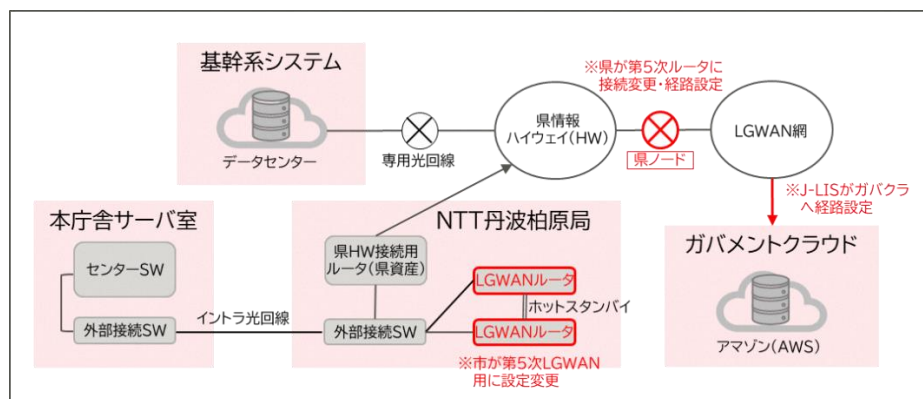 基幹系システム
データセンター
専用光回線
県情報
ハイウェイ(HW)
※県が第5次ルータに
接続変更・経路設定
県ノード
LGWAN網
※J-LISがガバクラ
へ経路設定
本庁舎サーバ室
センターSW
外部接続SW
イントラ光回線
NTT丹波柏原局
県HW接続用
ルータ(県資産)
外部接続SW
LGWANルータ
ホットスタンバイ
LGWANルータ
※市が第5次LGWAN
用に設定変更
ガバメントクラウド
アマゾン(AWS)